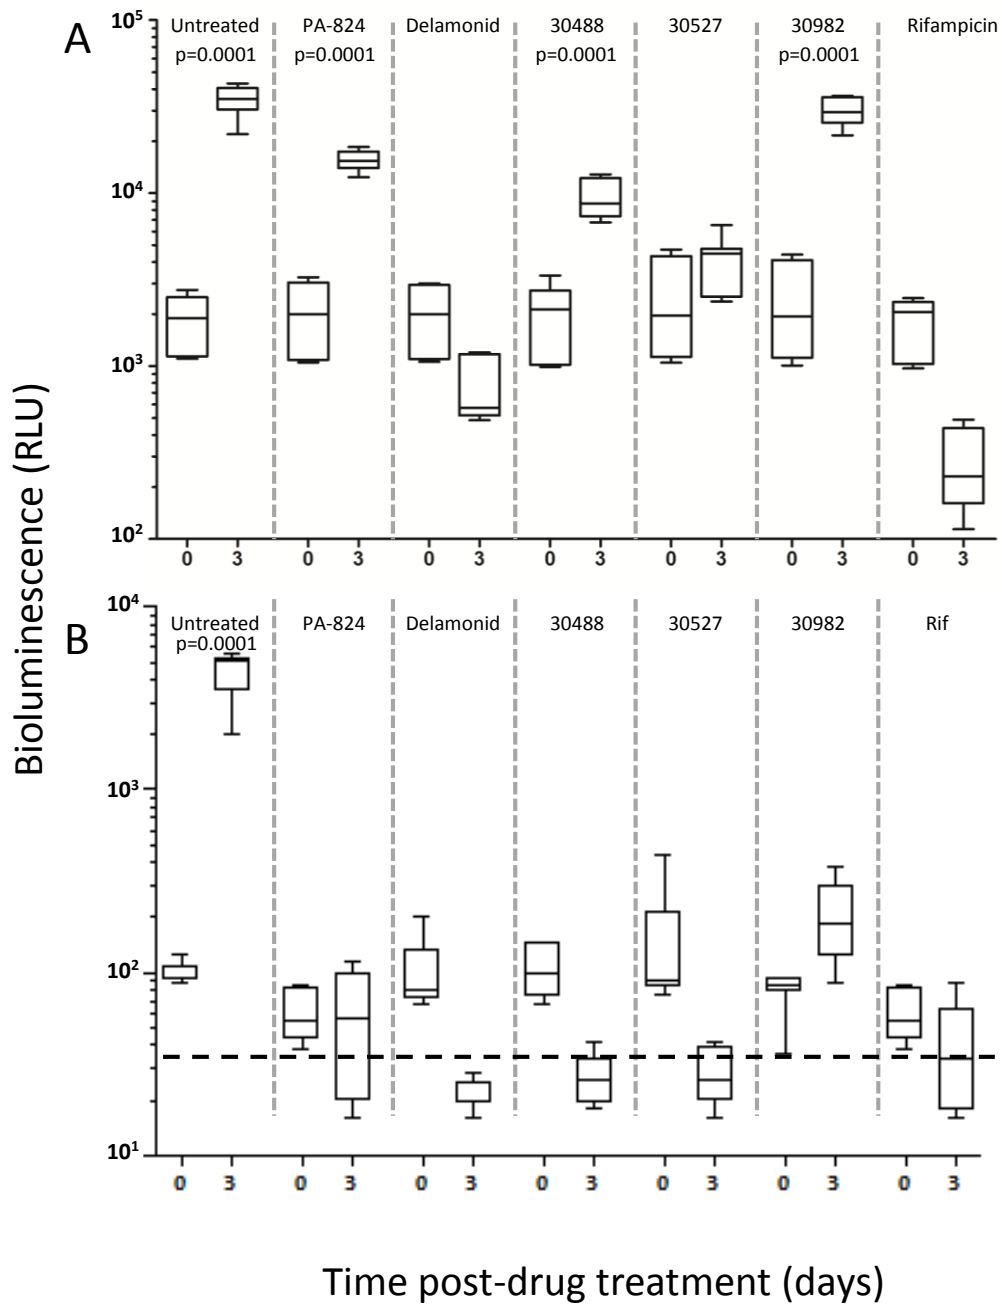 A
Untreated PA-824 Delamonid 30488 30527 30982 Rifampicin
p=0.0001 p=0.0001 p=0.0001 p=0.0001
10⁵
10⁴
10³
10²
0 3 0 3 0 3 0 3 0 3 0 3 0 3
B
Untreated PA-824 Delamonid 30488 30527 30982 Rif
p=0.0001
10⁴
10³
10²
10¹
0 3 0 3 0 3 0 3 0 3 0 3 0 3
Bioluminescence (RLU)
Time post-drug treatment (days)